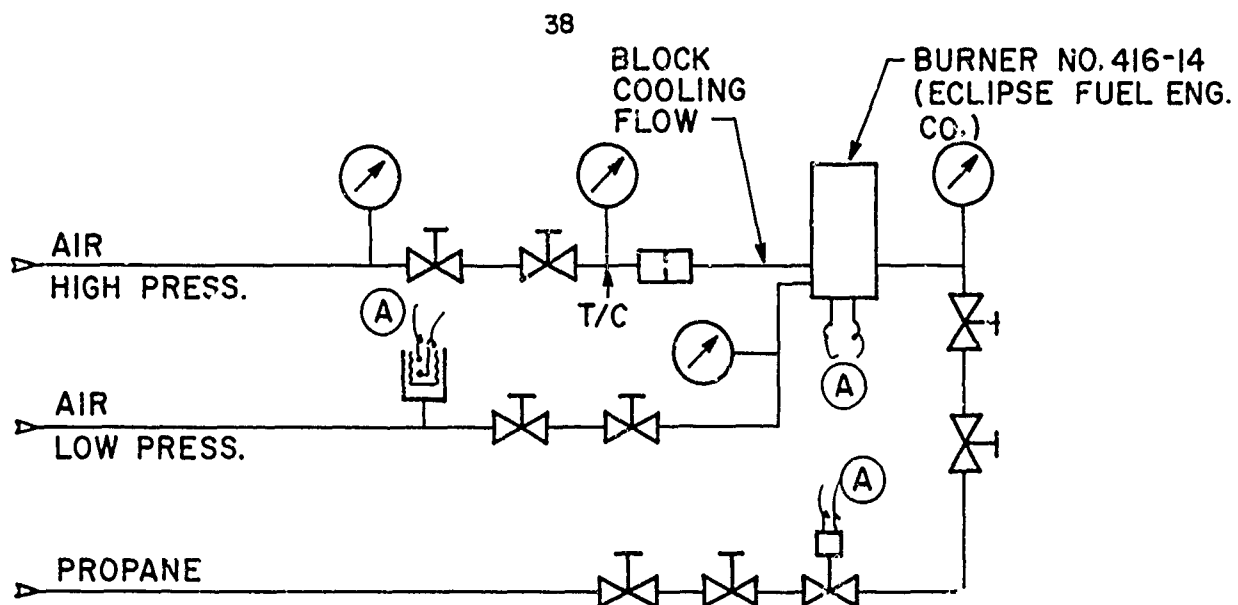 38
BLOCK
COOLING
FLOW
BURNER NO. 416-14
(ECLIPSE FUEL ENG.
CO.)
AIR
HIGH PRESS.
T/C
A
A
AIR
LOW PRESS.
A
PROPANE